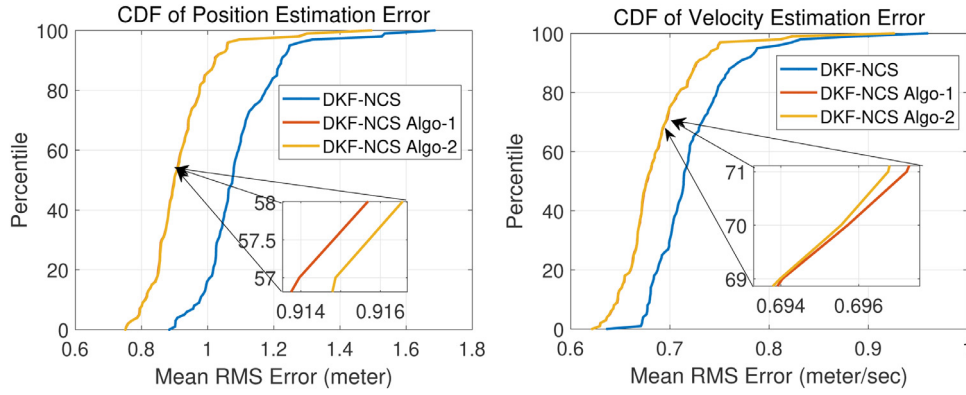 CDF of Position Estimation Error
100
80
60
40
20
0
Percentile
DKF-NCS
DKF-NCS Algo-1
DKF-NCS Algo-2
58
57.5
57
0.914
0.916
0.6
0.8
1
1.2
1.4
1.6
1.8
Mean RMS Error (meter)
CDF of Velocity Estimation Error
100
80
60
40
20
0
Percentile
DKF-NCS
DKF-NCS Algo-1
DKF-NCS Algo-2
71
70
69
0.694
0.696
0.6
0.7
0.8
0.9
Mean RMS Error (meter/sec)